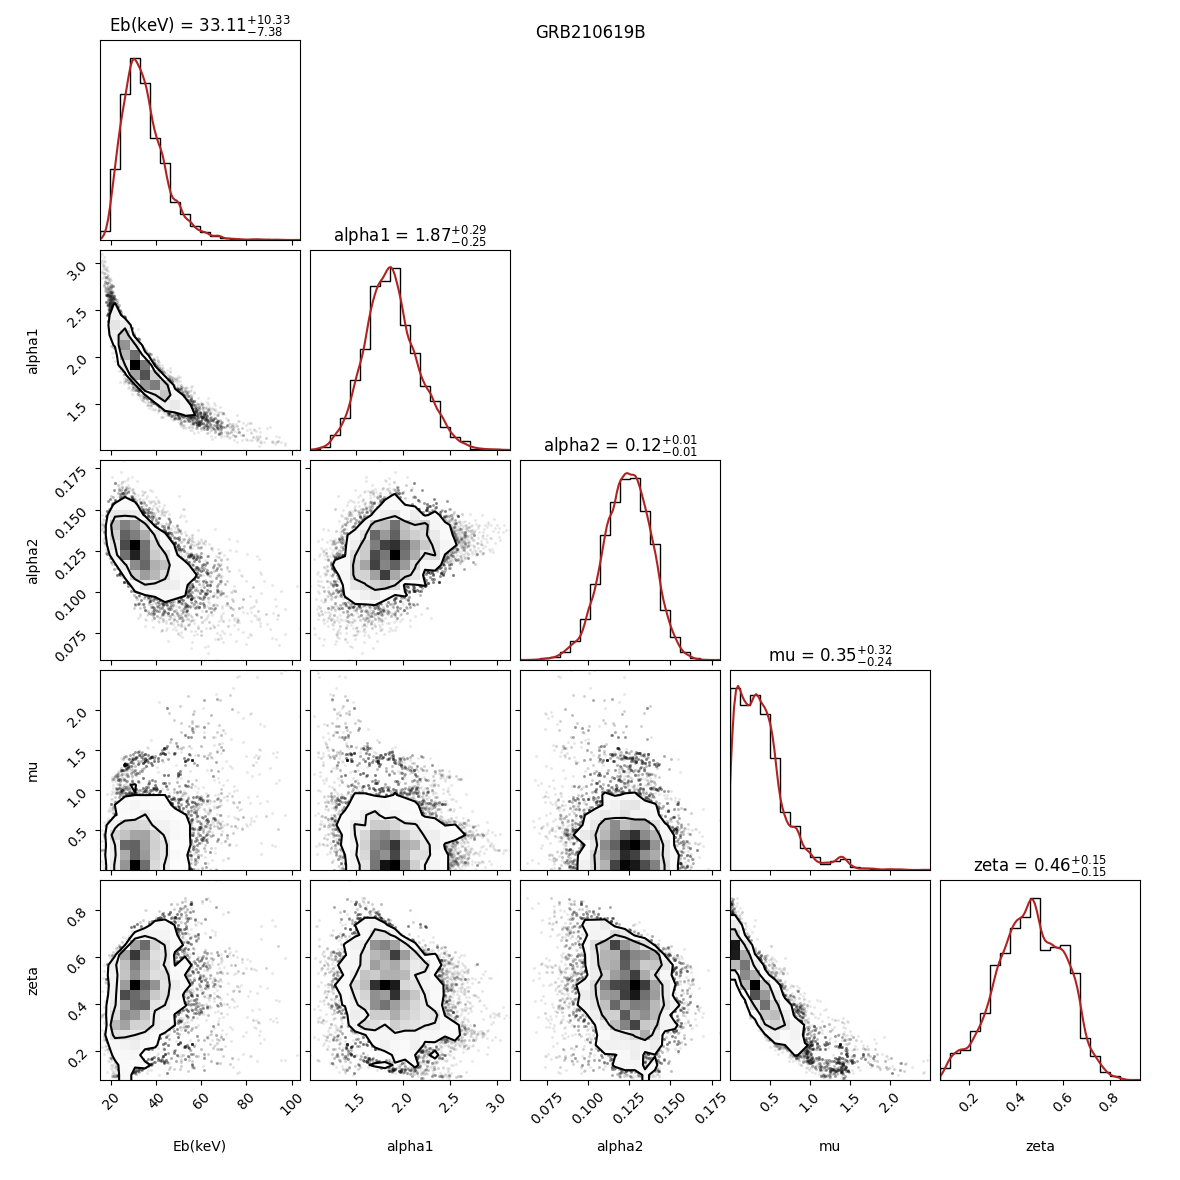 GRB210619B
Eb(keV) = 33.11+10.33−7.38
alpha1 = 1.87+0.29−0.25
3.0
2.5
2.0
1.5
alpha1
alpha2 = 0.12+0.01−0.01
0.175
0.150
0.125
0.100
0.075
alpha2
mu = 0.35+0.32−0.24
2.0
1.5
1.0
0.5
mu
zeta = 0.46+0.15−0.15
0.8
0.6
0.4
0.2
zeta
20 40 60 80 100
1.5 2.0 2.5 3.0
0.075 0.100 0.125 0.150 0.175
0.5 1.0 1.5 2.0
0.2 0.4 0.6 0.8
Eb(keV) alpha1 alpha2 mu zeta